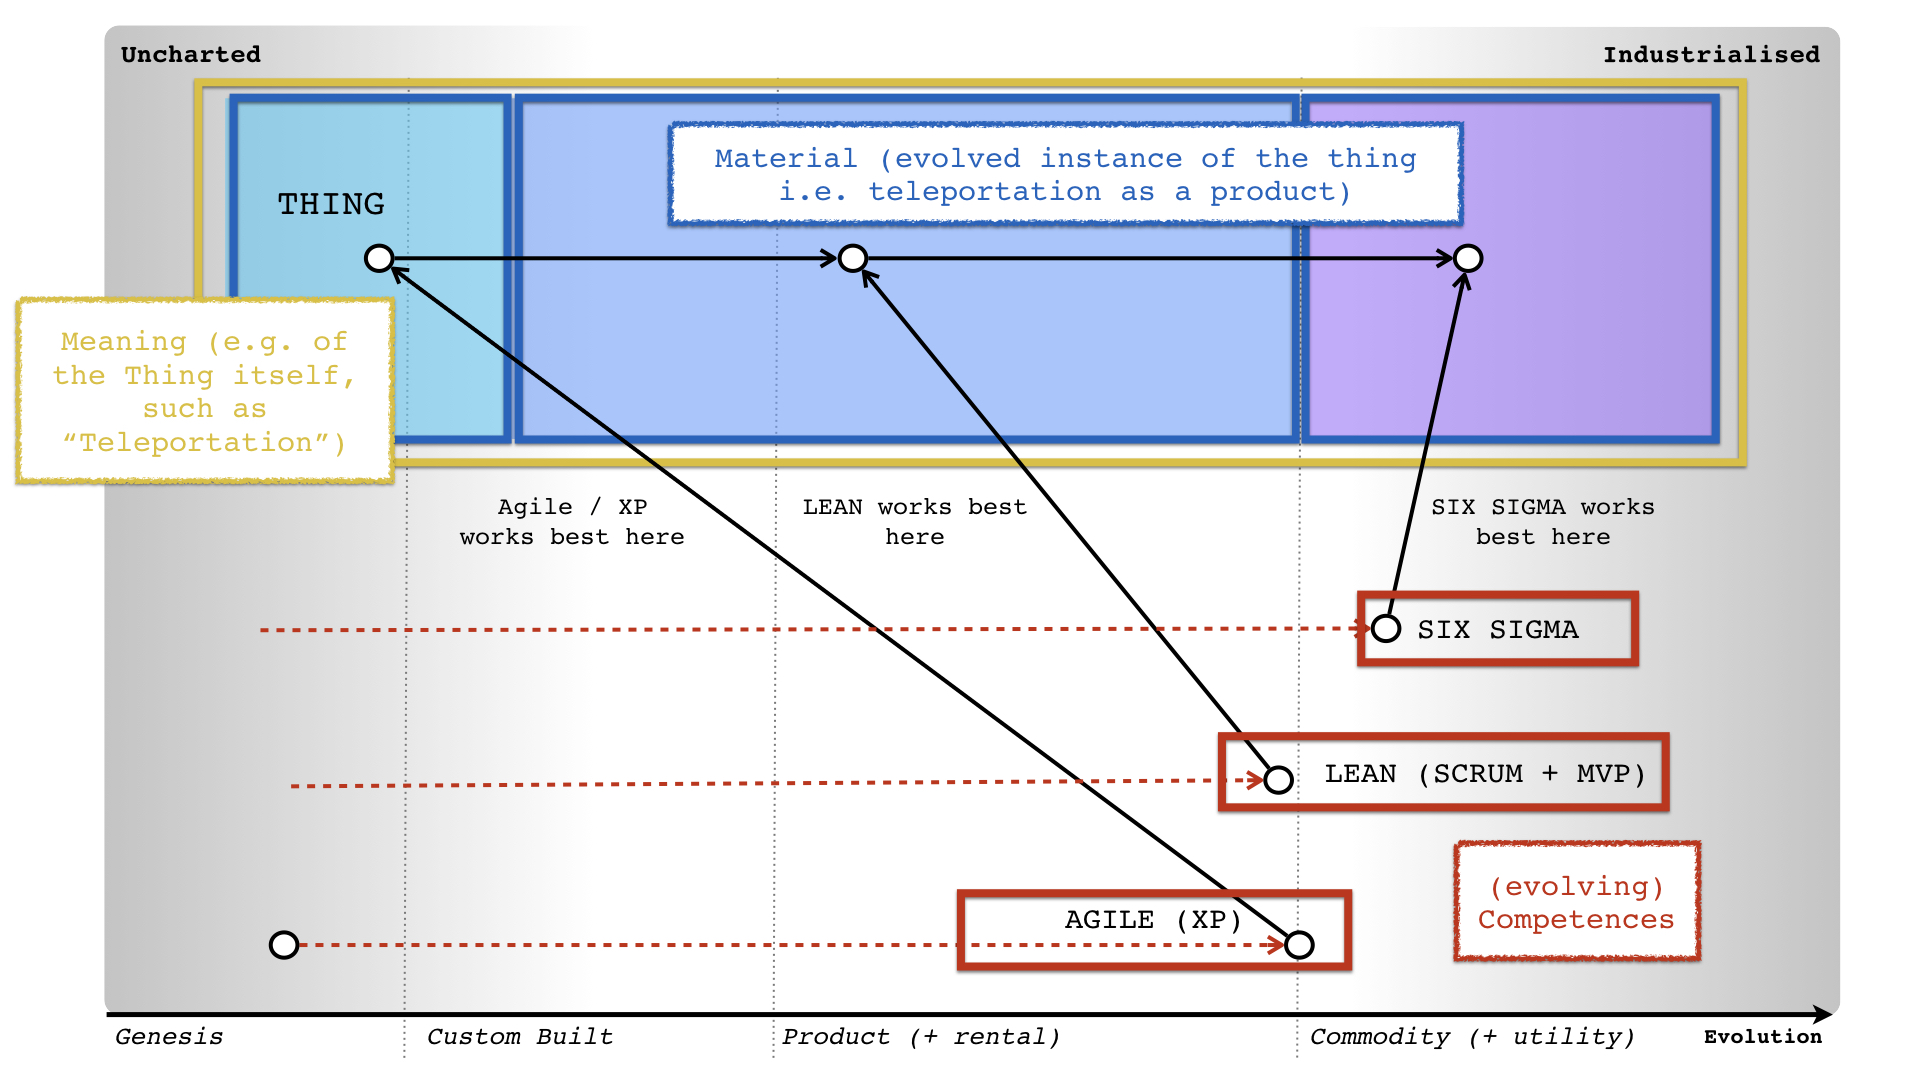 Uncharted
Industrialised
THING
Material (evolved instance of the thing
i.e. teleportation as a product)
Meaning (e.g. of
the Thing itself,
such as
“Teleportation”)
Agile / XP
works best here
LEAN works best
here
SIX SIGMA works
best here
SIX SIGMA
LEAN (SCRUM + MVP)
AGILE (XP)
(evolving)
Competences
Genesis
Custom Built
Product (+ rental)
Commodity (+ utility)
Evolution